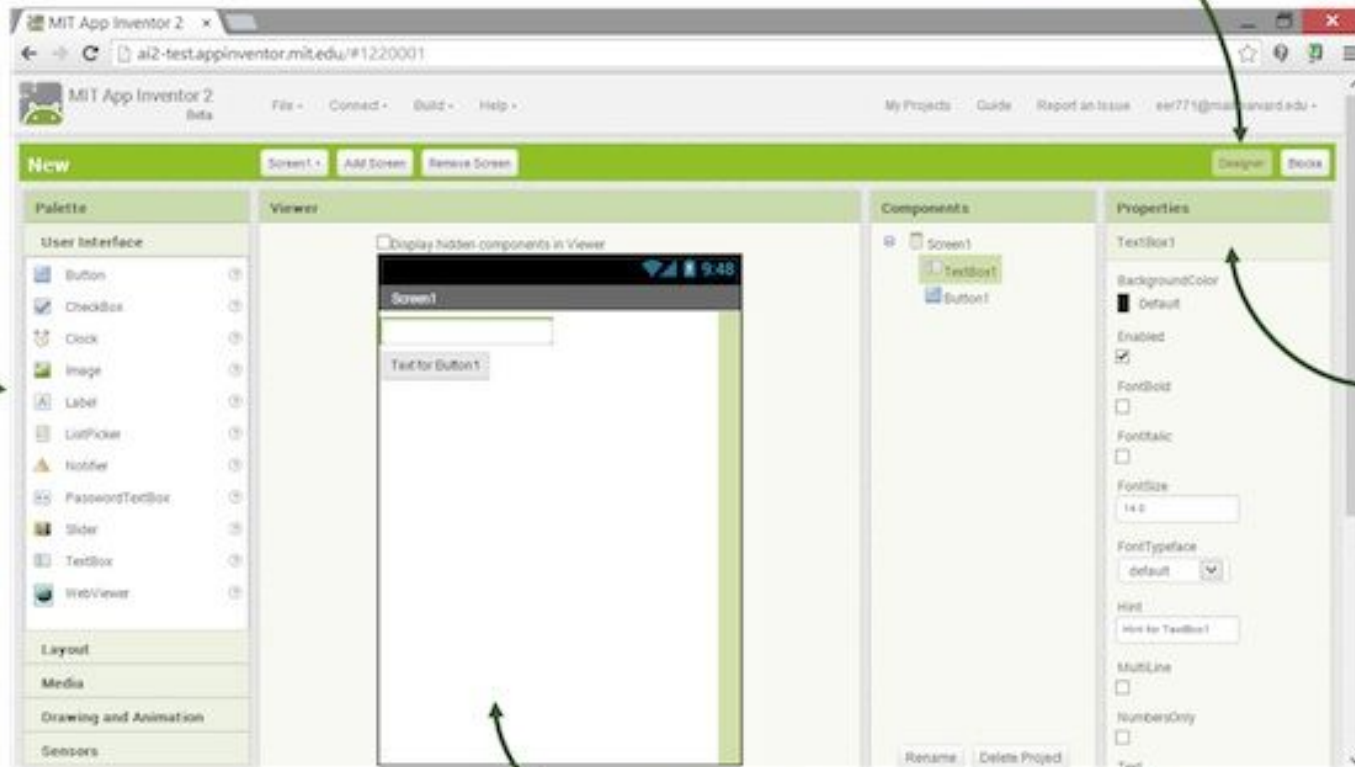 MIT App Inventor 2
ai2-test.appinventor.mit.edu/#1220001
MIT App Inventor 2
Beta
File
Connect
Build
Help
My Projects
Guide
Report an Issue
New
Screen1
Add Screen
Remove Screen
Designer
Blocks
Palette
User Interface
Button
CheckBox
Clock
Image
Label
ListPicker
Notifier
PasswordTextBox
Slider
TextBox
WebViewer
Layout
Media
Drawing and Animation
Sensors
Viewer
Display hidden components in Viewer
9:48
Screen1
Text for Button1
Components
Screen1
TextBox1
Button1
Rename
Delete Project
Properties
TextBox1
BackgroundColor
Default
Enabled
FontBold
FontItalic
FontSize
14.0
FontTypeface
default
Hint
Hint for TextBox1
MultiLine
NumbersOnly
Text